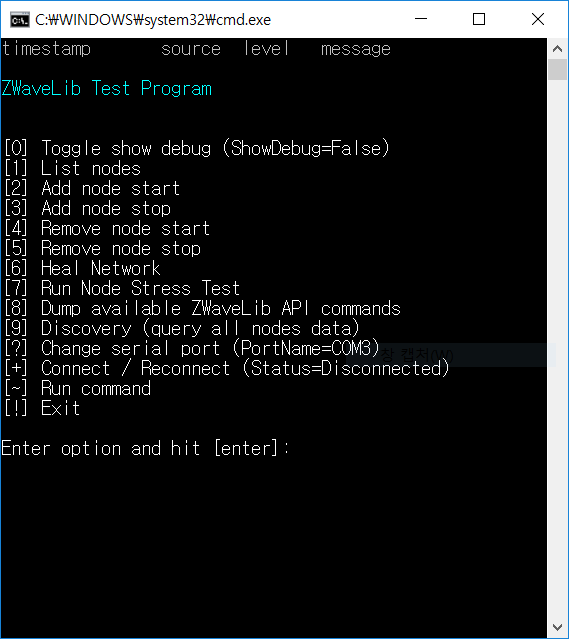 C:₩WINDOWS₩system32₩cmd.exe
timestamp source level message
ZWaveLib Test Program
[0] Toggle show debug (ShowDebug=False)
[1] List nodes
[2] Add node start
[3] Add node stop
[4] Remove node start
[5] Remove node stop
[6] Heal Network
[7] Run Node Stress Test
[8] Dump available ZWaveLib API commands
[9] Discovery (query all nodes data)
[?] Change serial port (PortName=COM3)
[+] Connect / Reconnect (Status=Disconnected)
[~] Run command
[!] Exit
Enter option and hit [enter]: